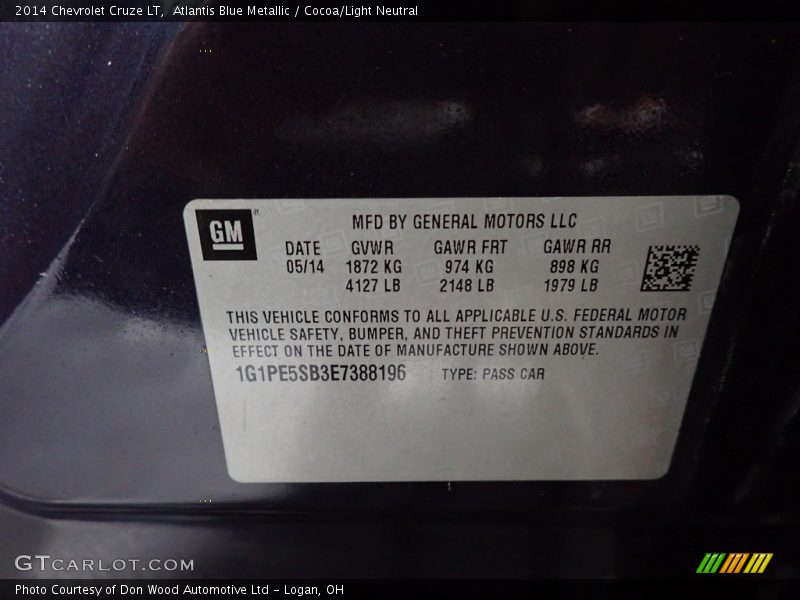 2014 Chevrolet Cruze LT, Atlantis Blue Metallic / Cocoa/Light Neutral
GM
MFD BY GENERAL MOTORS LLC
DATE GVWR GAWR FRT GAWR RR
05/14 1872 KG 974 KG 898 KG
4127 LB 2148 LB 1979 LB
THIS VEHICLE CONFORMS TO ALL APPLICABLE U.S. FEDERAL MOTOR
VEHICLE SAFETY, BUMPER, AND THEFT PREVENTION STANDARDS IN
EFFECT ON THE DATE OF MANUFACTURE SHOWN ABOVE.
1G1PE5SB3E7388196 TYPE: PASS CAR
GTCARLOT.COM
Photo Courtesy of Don Wood Automotive Ltd - Logan, OH